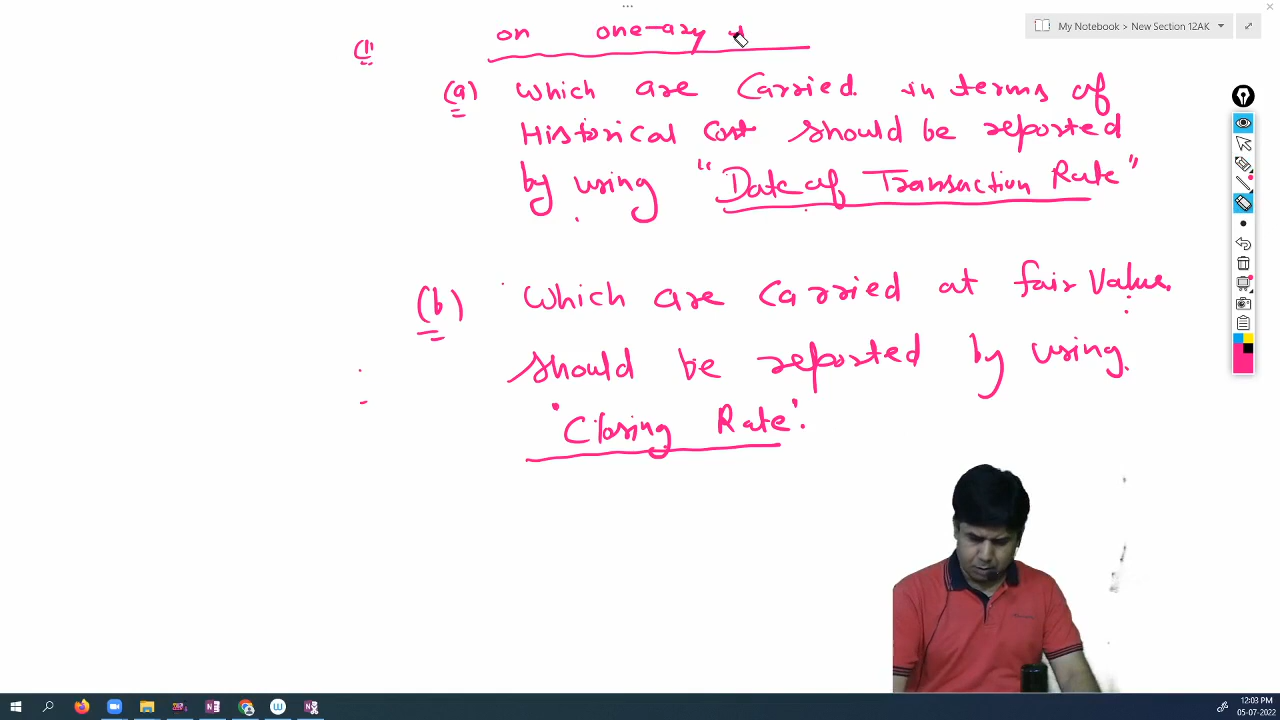 My Notebook > New Section 12AK
on one-ary
(a) which are Carried in terms of
Historical Cost should be reported
by using "Date of Transaction Rate"
(b) Which are carried at fair Value
should be reported by using
'Closing Rate'.
12:03 PM
05-07-2022